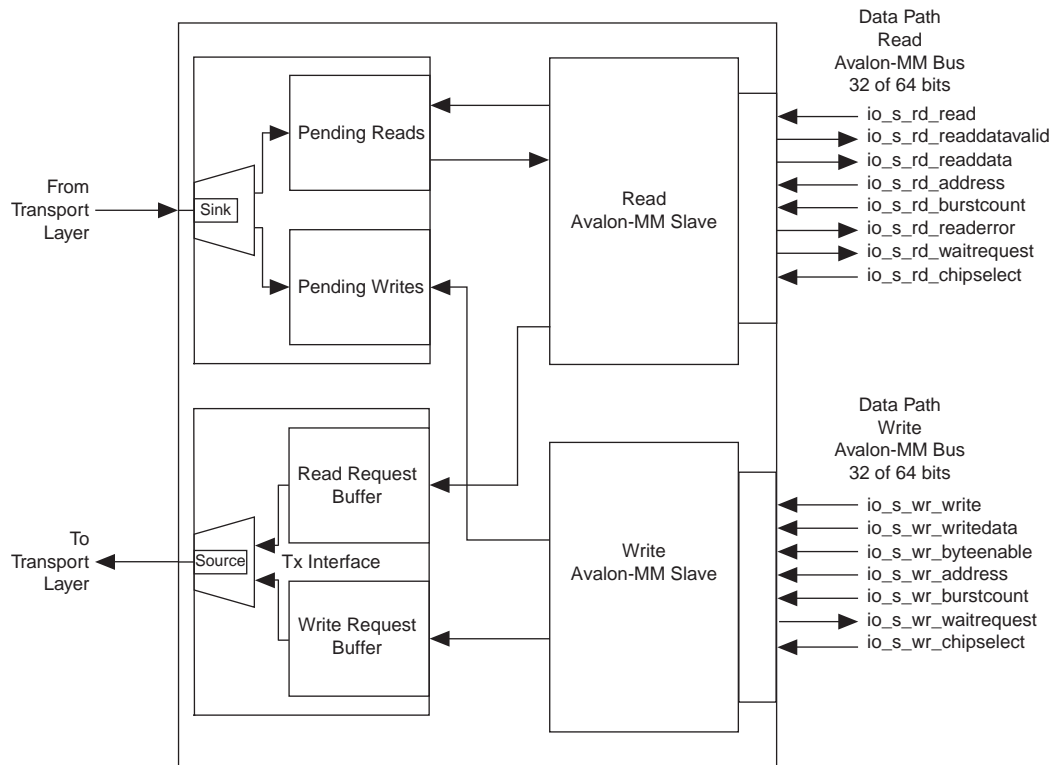 Data Path
Read
Avalon-MM Bus
32 of 64 bits
io_s_rd_read
io_s_rd_readdatavalid
io_s_rd_readdata
io_s_rd_address
io_s_rd_burstcount
io_s_rd_readerror
io_s_rd_waitrequest
io_s_rd_chipselect
Pending Reads
From
Transport
Layer
Sink
Pending Writes
Read
Avalon-MM Slave
Data Path
Write
Avalon-MM Bus
32 of 64 bits
io_s_wr_write
io_s_wr_writedata
io_s_wr_byteenable
io_s_wr_address
io_s_wr_burstcount
io_s_wr_waitrequest
io_s_wr_chipselect
Read Request
Buffer
To
Transport
Layer
Source
Tx Interface
Write Request
Buffer
Write
Avalon-MM Slave